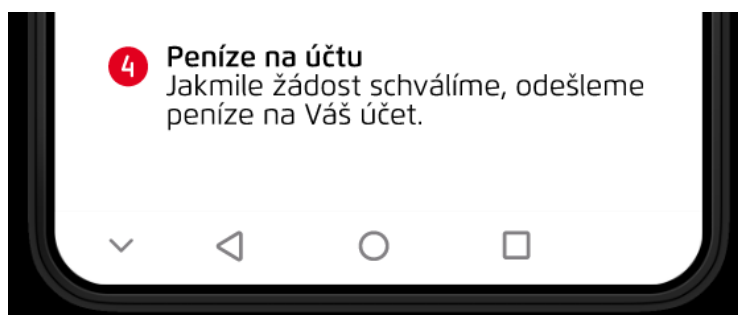 4 Peníze na účtu
Jakmile žádost schválíme, odešleme
peníze na Váš účet.